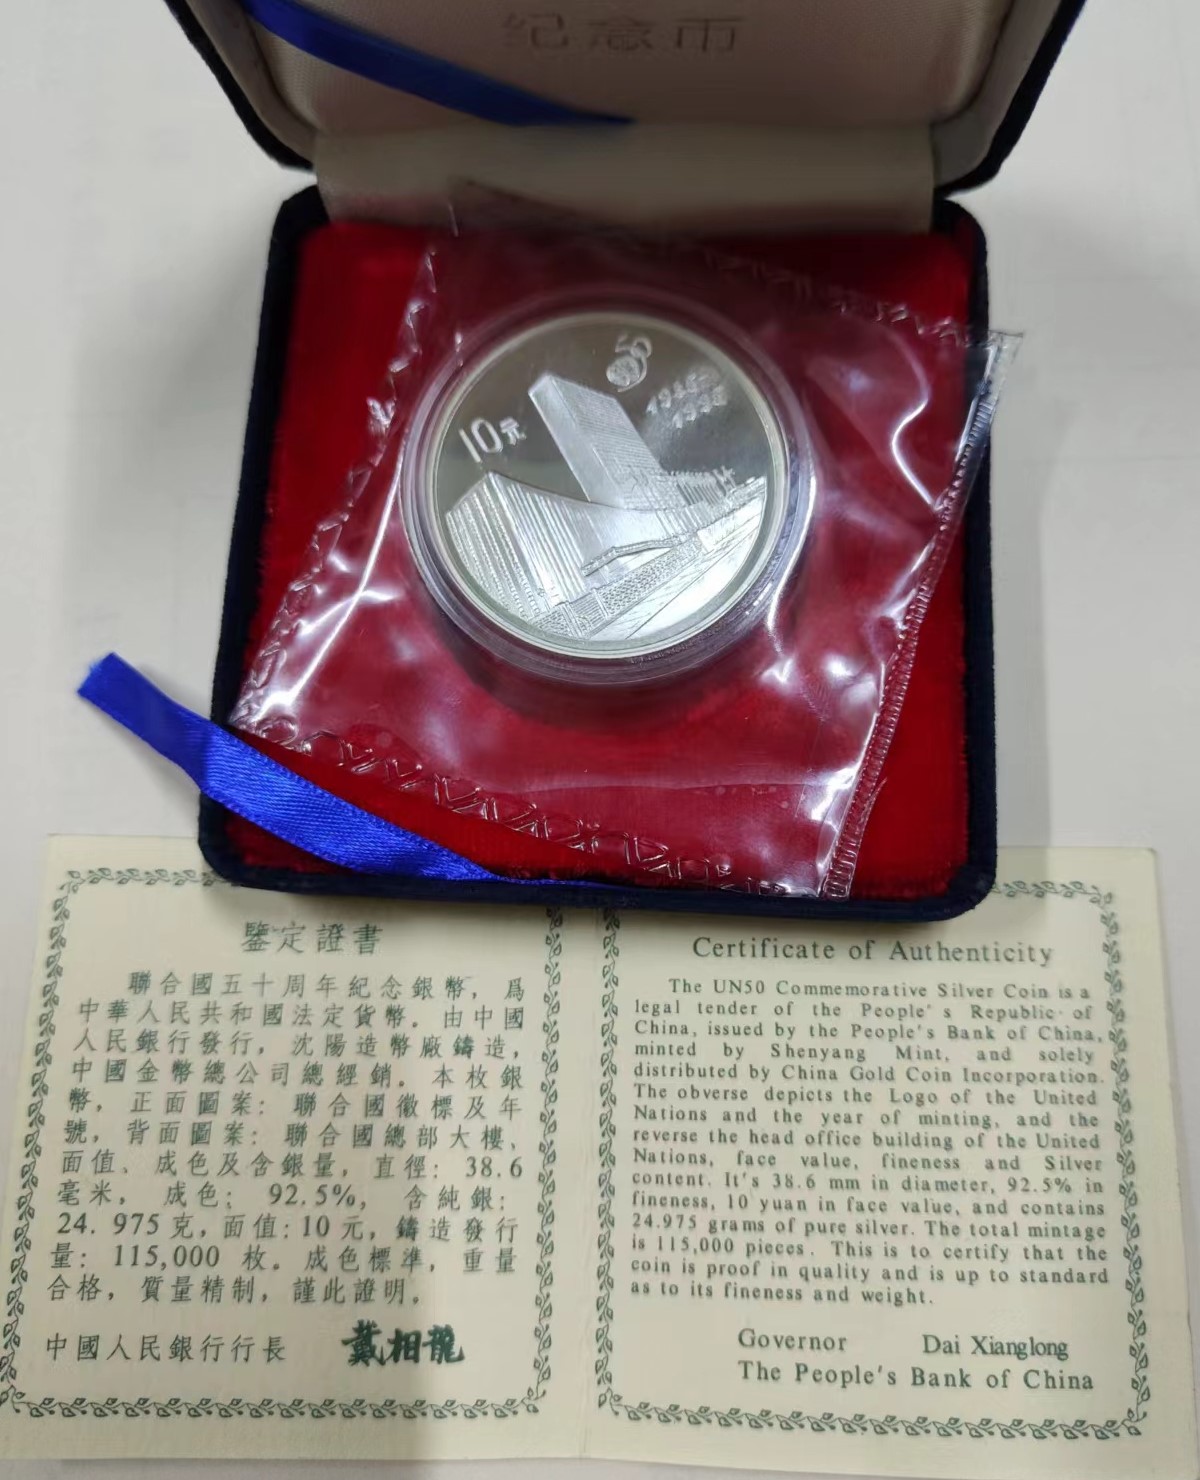 纪念币
50
10元
1945
1995
鑒定證書
聯合國五十周年紀念銀幣，爲
中華人民共和國法定貨幣。由中國
人民銀行發行，沈陽造幣廠鑄造，
中國金幣總公司總經銷。本枚銀
幣，正面圖案：聯合國徽標及年
號，背面圖案：聯合國總部大樓、
面值、成色及含銀量，直徑：38.6
毫米，成色：92.5%，含純銀：
24.975克，面值：10元，鑄造發行
量：115,000 枚。成色標準，重量
合格，質量精制，謹此證明。
中國人民銀行行長 戴相龍
Certificate of Authenticity
The UN50 Commemorative Silver Coin is a
legal tender of the People's Republic of
China, issued by the People's Bank of China,
minted by Shenyang Mint, and solely
distributed by China Gold Coin Incorporation.
The obverse depicts the Logo of the United
Nations and the year of minting, and the
reverse the head office building of the United
Nations, face value, fineness and Silver
content. It's 38.6 mm in diameter, 92.5% in
fineness, 10 yuan in face value, and contains
24.975 grams of pure silver. The total mintage
is 115,000 pieces. This is to certify that the
coin is proof in quality and is up to standard
as to its fineness and weight.
Governor Dai Xianglong
The People's Bank of China